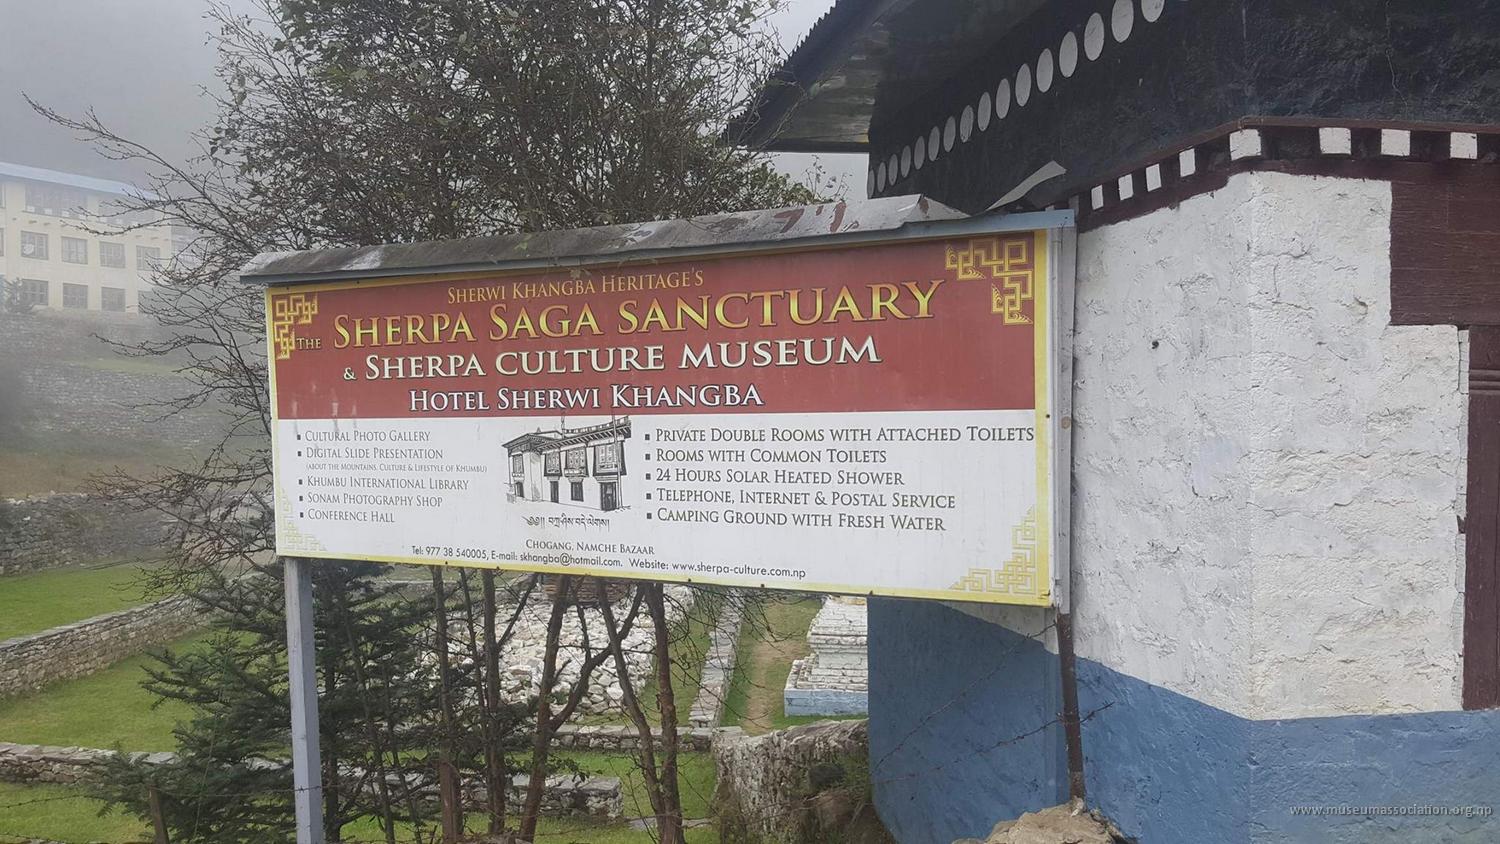 SHERWI KHANGBA HERITAGE'S
THE SHERPA SAGA SANCTUARY
& SHERPA CULTURE MUSEUM
HOTEL SHERWI KHANGBA
CULTURAL PHOTO GALLERY
DIGITAL SLIDE PRESENTATION
(ABOUT THE MOUNTAINS, CULTURE & LIFESTYLE OF KHUMBU)
KHUMBU INTERNATIONAL LIBRARY
SONAM PHOTOGRAPHY SHOP
CONFERENCE HALL
༄༅།། བཀྲ་ཤིས་བདེ་ལེགས།
PRIVATE DOUBLE ROOMS WITH ATTACHED TOILETS
ROOMS WITH COMMON TOILETS
24 HOURS SOLAR HEATED SHOWER
TELEPHONE, INTERNET & POSTAL SERVICE
CAMPING GROUND WITH FRESH WATER
CHOGANG, NAMCHE BAZAAR
Tel: 977 38 540005, E-mail: skhangba@hotmail.com. Website: www.sherpa-culture.com.np
www.museumassociation.org.np